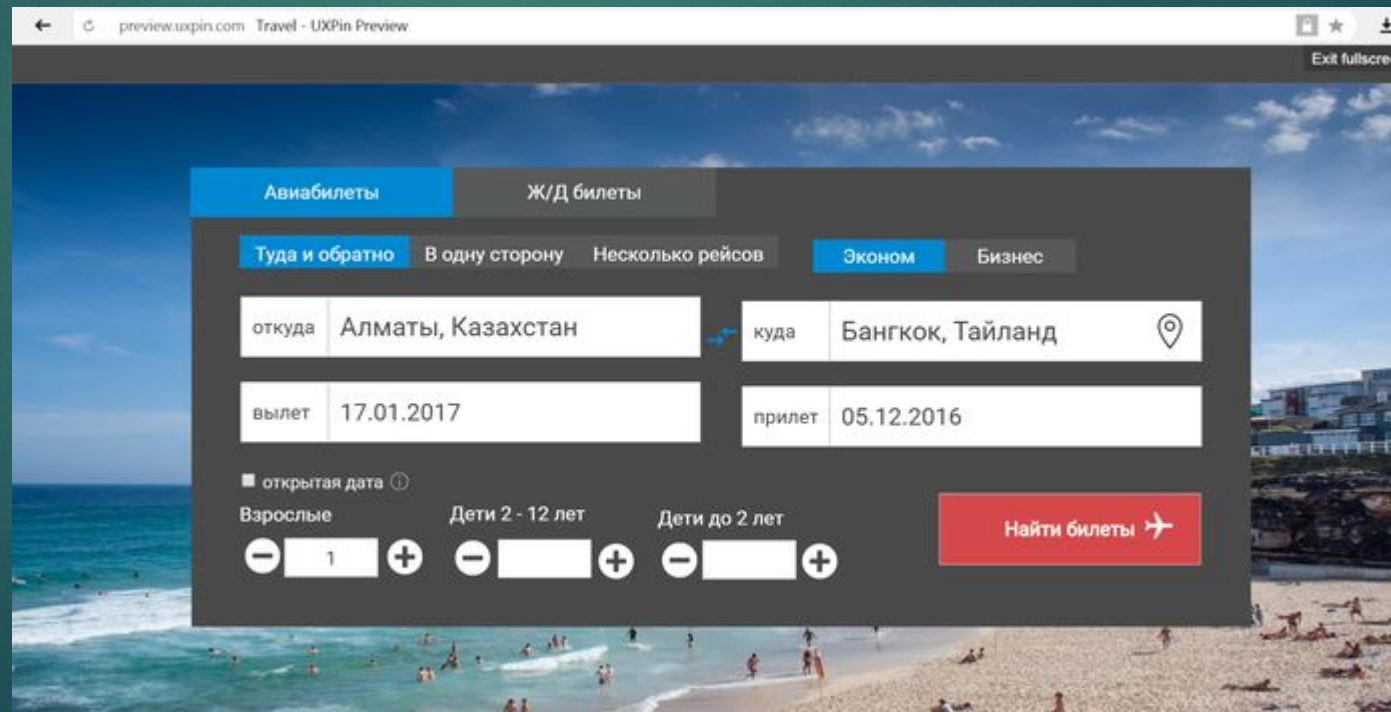 preview.uxpin.com Travel - UXPin Preview
Exit fullscre
Авиабилеты Ж/Д билеты
Туда и обратно В одну сторону Несколько рейсов Эконом Бизнес
откуда Алматы, Казахстан куда Бангкок, Тайланд
вылет 17.01.2017 прилет 05.12.2016
открытая дата
Взрослые Дети 2 - 12 лет Дети до 2 лет
Найти билеты
1